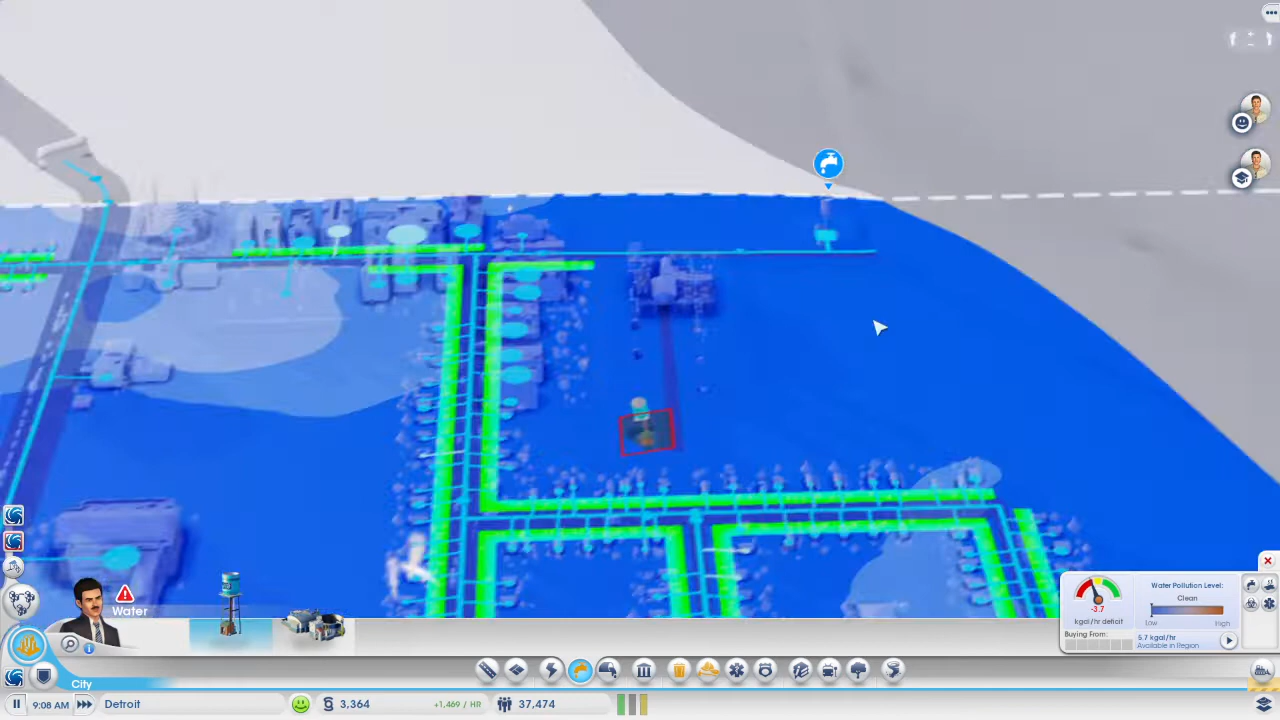 Water
-3.7
kgal/hr deficit
Buying From:
Water Pollution Level:
Clean
Low
High
5.7 kgal/hr
Available in Region
City
9:08 AM
Detroit
3,364
+1,469 / HR
37,474